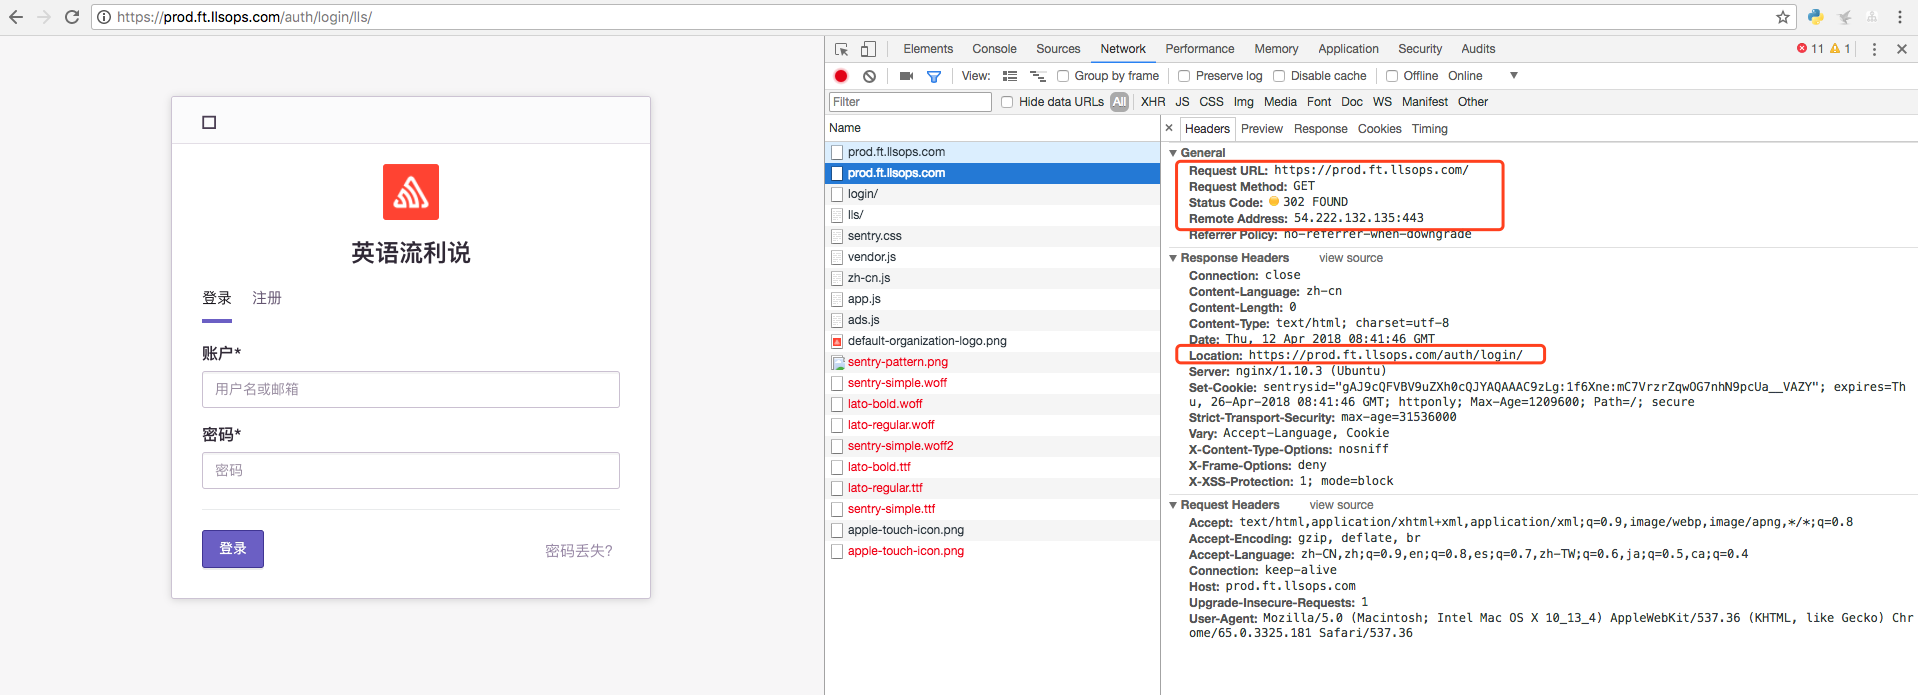 https://prod.ft.llsops.com/auth/login/lls/
英语流利说
登录 注册
账户*
用户名或邮箱
密码*
密码
登录 密码丢失?
Elements Console Sources Network Performance Memory Application Security Audits 11 1
View: Group by frame Preserve log Disable cache Offline Online
Filter Hide data URLs All XHR JS CSS Img Media Font Doc WS Manifest Other
Name
prod.ft.llsops.com
prod.ft.llsops.com
login/
lls/
sentry.css
vendor.js
zh-cn.js
app.js
ads.js
default-organization-logo.png
sentry-pattern.png
sentry-simple.woff
lato-bold.woff
lato-regular.woff
sentry-simple.woff2
lato-bold.ttf
lato-regular.ttf
sentry-simple.ttf
apple-touch-icon.png
apple-touch-icon.png
Headers Preview Response Cookies Timing
General
Request URL: https://prod.ft.llsops.com/
Request Method: GET
Status Code: 302 FOUND
Remote Address: 54.222.132.135:443
Referrer Policy: no-referrer-when-downgrade
Response Headers view source
Connection: close
Content-Language: zh-cn
Content-Length: 0
Content-Type: text/html; charset=utf-8
Date: Thu, 12 Apr 2018 08:41:46 GMT
Location: https://prod.ft.llsops.com/auth/login/
Server: nginx/1.10.3 (Ubuntu)
Set-Cookie: sentrysid="gAJ9cQFVBV9uZXh0cQJYAQAAAC9zLg:1f6Xne:mC7VrzrZqwOG7nhN9pcUa__VAZY"; expires=Th
u, 26-Apr-2018 08:41:46 GMT; httponly; Max-Age=1209600; Path=/; secure
Strict-Transport-Security: max-age=31536000
Vary: Accept-Language, Cookie
X-Content-Type-Options: nosniff
X-Frame-Options: deny
X-XSS-Protection: 1; mode=block
Request Headers view source
Accept: text/html,application/xhtml+xml,application/xml;q=0.9,image/webp,image/apng,*/*;q=0.8
Accept-Encoding: gzip, deflate, br
Accept-Language: zh-CN,zh;q=0.9,en;q=0.8,es;q=0.7,zh-TW;q=0.6,ja;q=0.5,ca;q=0.4
Connection: keep-alive
Host: prod.ft.llsops.com
Upgrade-Insecure-Requests: 1
User-Agent: Mozilla/5.0 (Macintosh; Intel Mac OS X 10_13_4) AppleWebKit/537.36 (KHTML, like Gecko) Chr
ome/65.0.3325.181 Safari/537.36